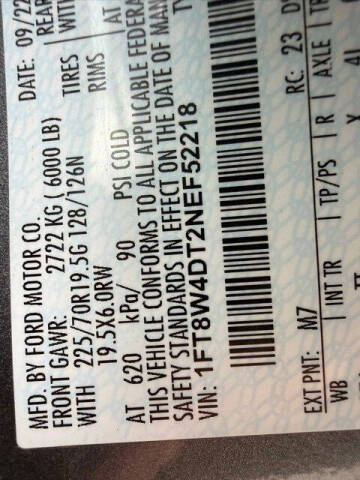 MFD. BY FORD MOTOR CO. DATE: 09/22
FRONT GAWR: 2722 KG ( 6000 LB) REAR
WITH 225/70R19.5G 128/126N TIRES WITH
19.5X6.0RW RIMS
AT 620 kPa/ 90 PSI COLD AT
THIS VEHICLE CONFORMS TO ALL APPLICABLE FEDERA
SAFETY STANDARDS IN EFFECT ON THE DATE OF MAN
VIN: 1FT8W4DT2NEF52218 TY
EXT PNT: M7 RC: 23
WB | INT TR | TP/PS | R | AXLE | TR